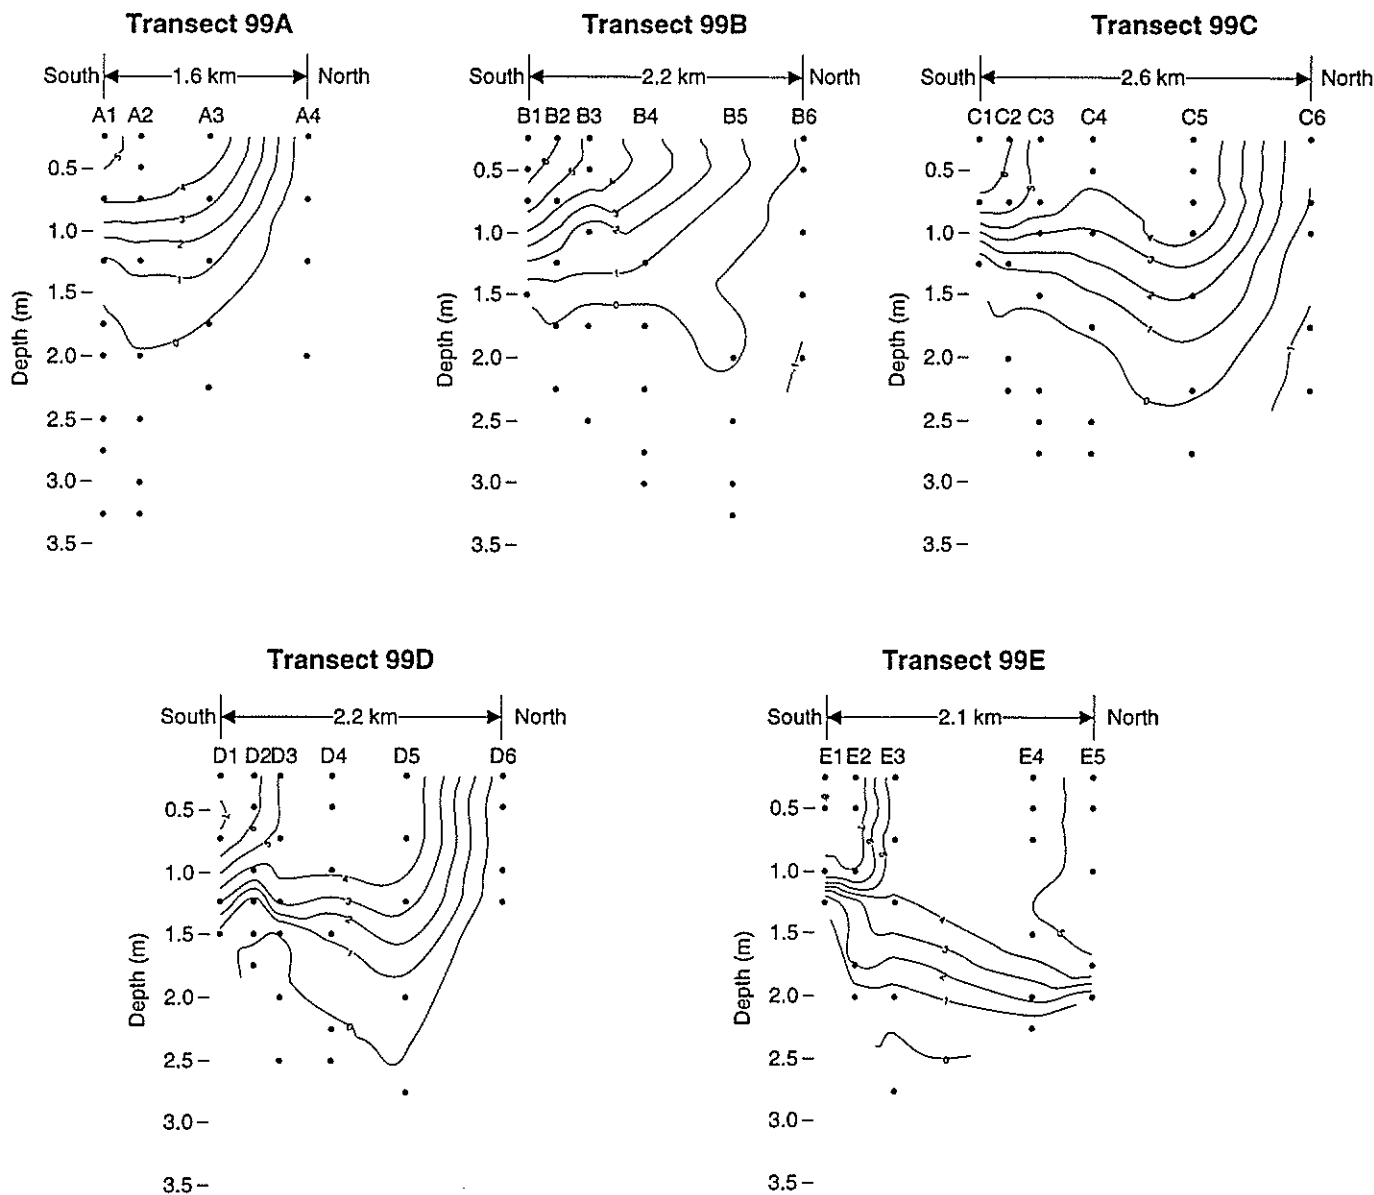 Transect 99A
Transect 99B
Transect 99C
South 1.6 km North
South 2.2 km North
South 2.6 km North
A1 A2 A3 A4
B1 B2 B3 B4 B5 B6
C1 C2 C3 C4 C5 C6
Depth (m)
0.5
1.0
1.5
2.0
2.5
3.0
3.5
Depth (m)
0.5
1.0
1.5
2.0
2.5
3.0
3.5
Depth (m)
0.5
1.0
1.5
2.0
2.5
3.0
3.5
Transect 99D
Transect 99E
South 2.2 km North
South 2.1 km North
D1 D2 D3 D4 D5 D6
E1 E2 E3 E4 E5
Depth (m)
0.5
1.0
1.5
2.0
2.5
3.0
3.5
Depth (m)
0.5
1.0
1.5
2.0
2.5
3.0
3.5